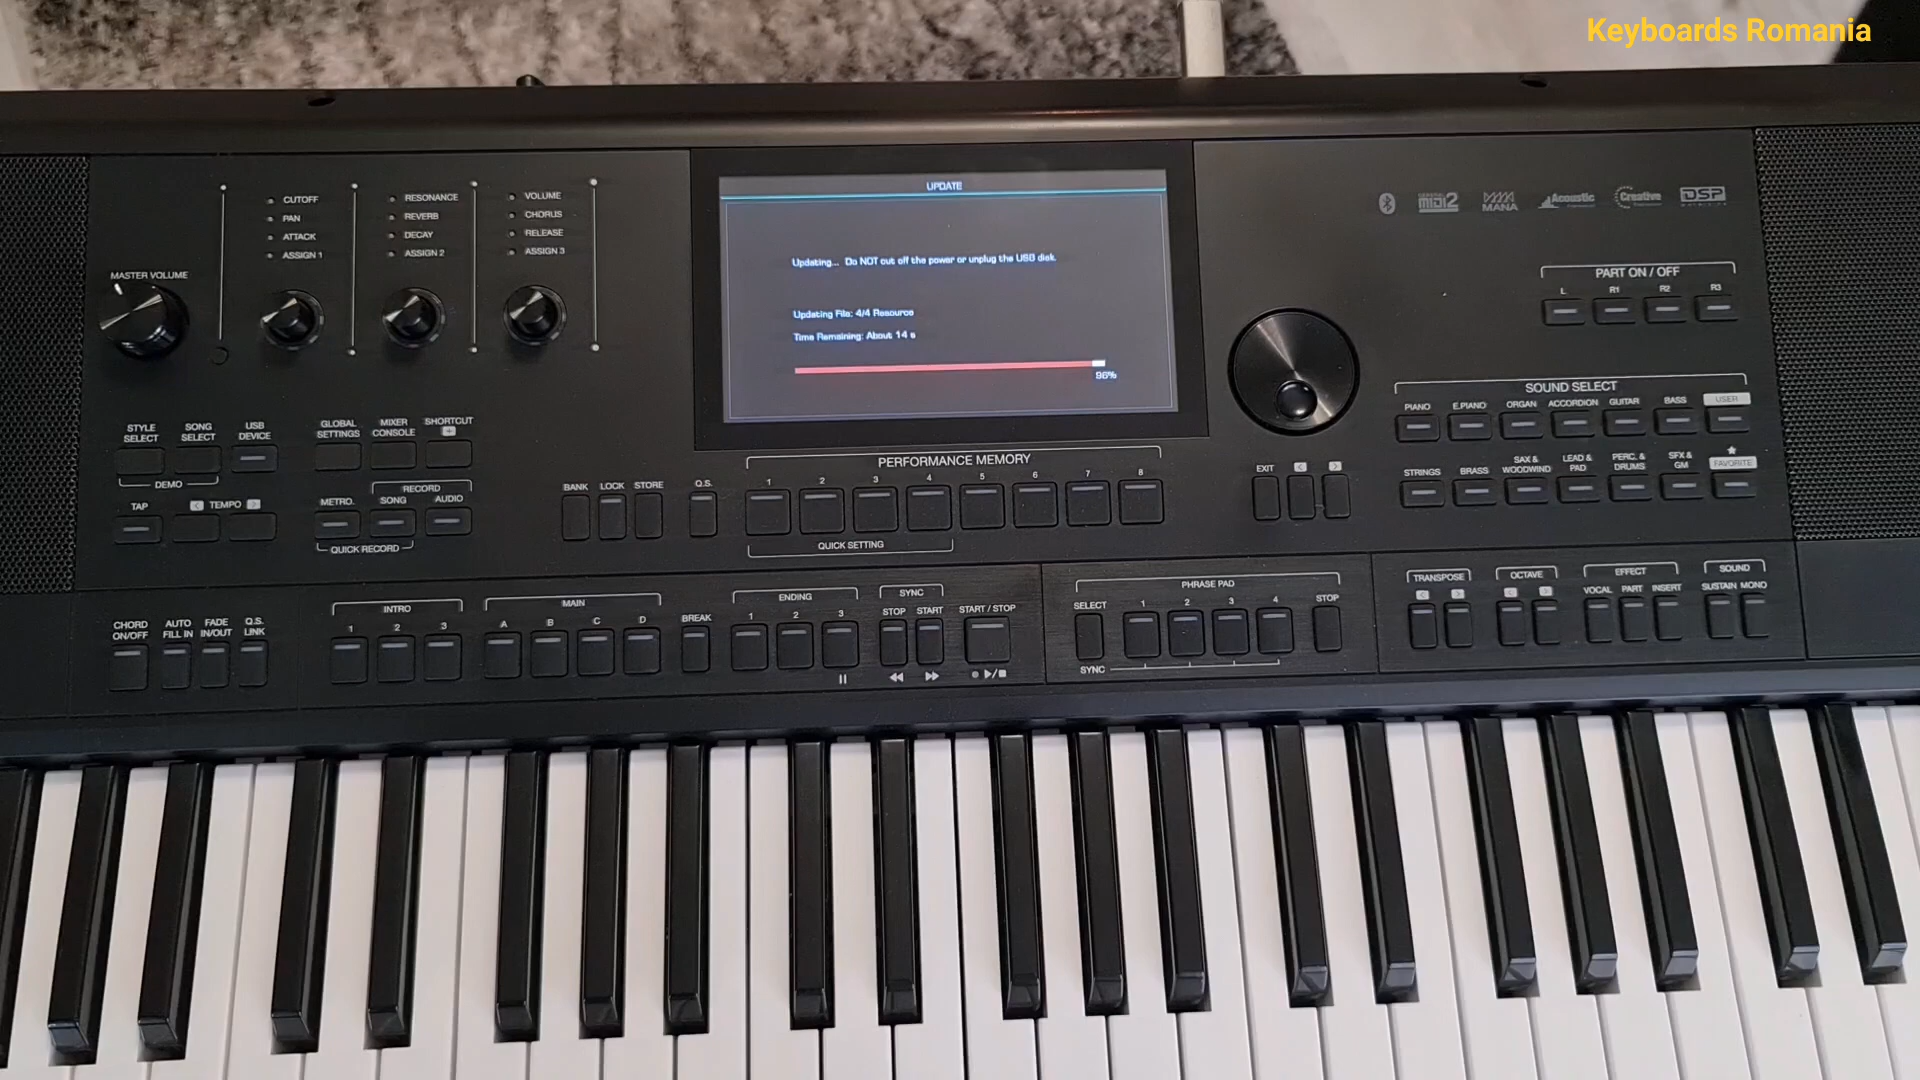 Keyboards Romania
UPDATE
Updating... Do NOT cut off the power or unplug the USB disk.
Updating File: 4/4 Resource
Time Remaining: About 14 s
96%
CUTOFF
PAN
ATTACK
ASSIGN 1
RESONANCE
REVERB
DECAY
ASSIGN 2
VOLUME
CHORUS
RELEASE
ASSIGN 3
MASTER VOLUME
midi2
MANA
Acoustic
Creative
DSP
PART ON / OFF
L R1 R2 R3
STYLE SELECT
SONG SELECT
USB DEVICE
DEMO
GLOBAL SETTINGS
MIXER CONSOLE
SHORTCUT
TAP
< TEMPO >
METRO.
RECORD
SONG
AUDIO
QUICK RECORD
BANK
LOCK
STORE
Q.S.
PERFORMANCE MEMORY
1 2 3 4 5 6 7 8
QUICK SETTING
EXIT < >
SOUND SELECT
PIANO E.PIANO ORGAN ACCORDION GUITAR BASS USER
STRINGS BRASS SAX & WOODWIND LEAD & PAD PERC. & DRUMS SFX & GM FAVORITE
CHORD ON/OFF
AUTO FILL IN
FADE IN/OUT
Q.S. LINK
INTRO
1 2 3
MAIN
A B C D
BREAK
ENDING
1 2 3
SYNC
STOP START
START / STOP
PHRASE PAD
SELECT 1 2 3 4 STOP
SYNC
TRANSPOSE
< >
OCTAVE
< >
EFFECT
VOCAL PART INSERT
SOUND
SUSTAIN MONO